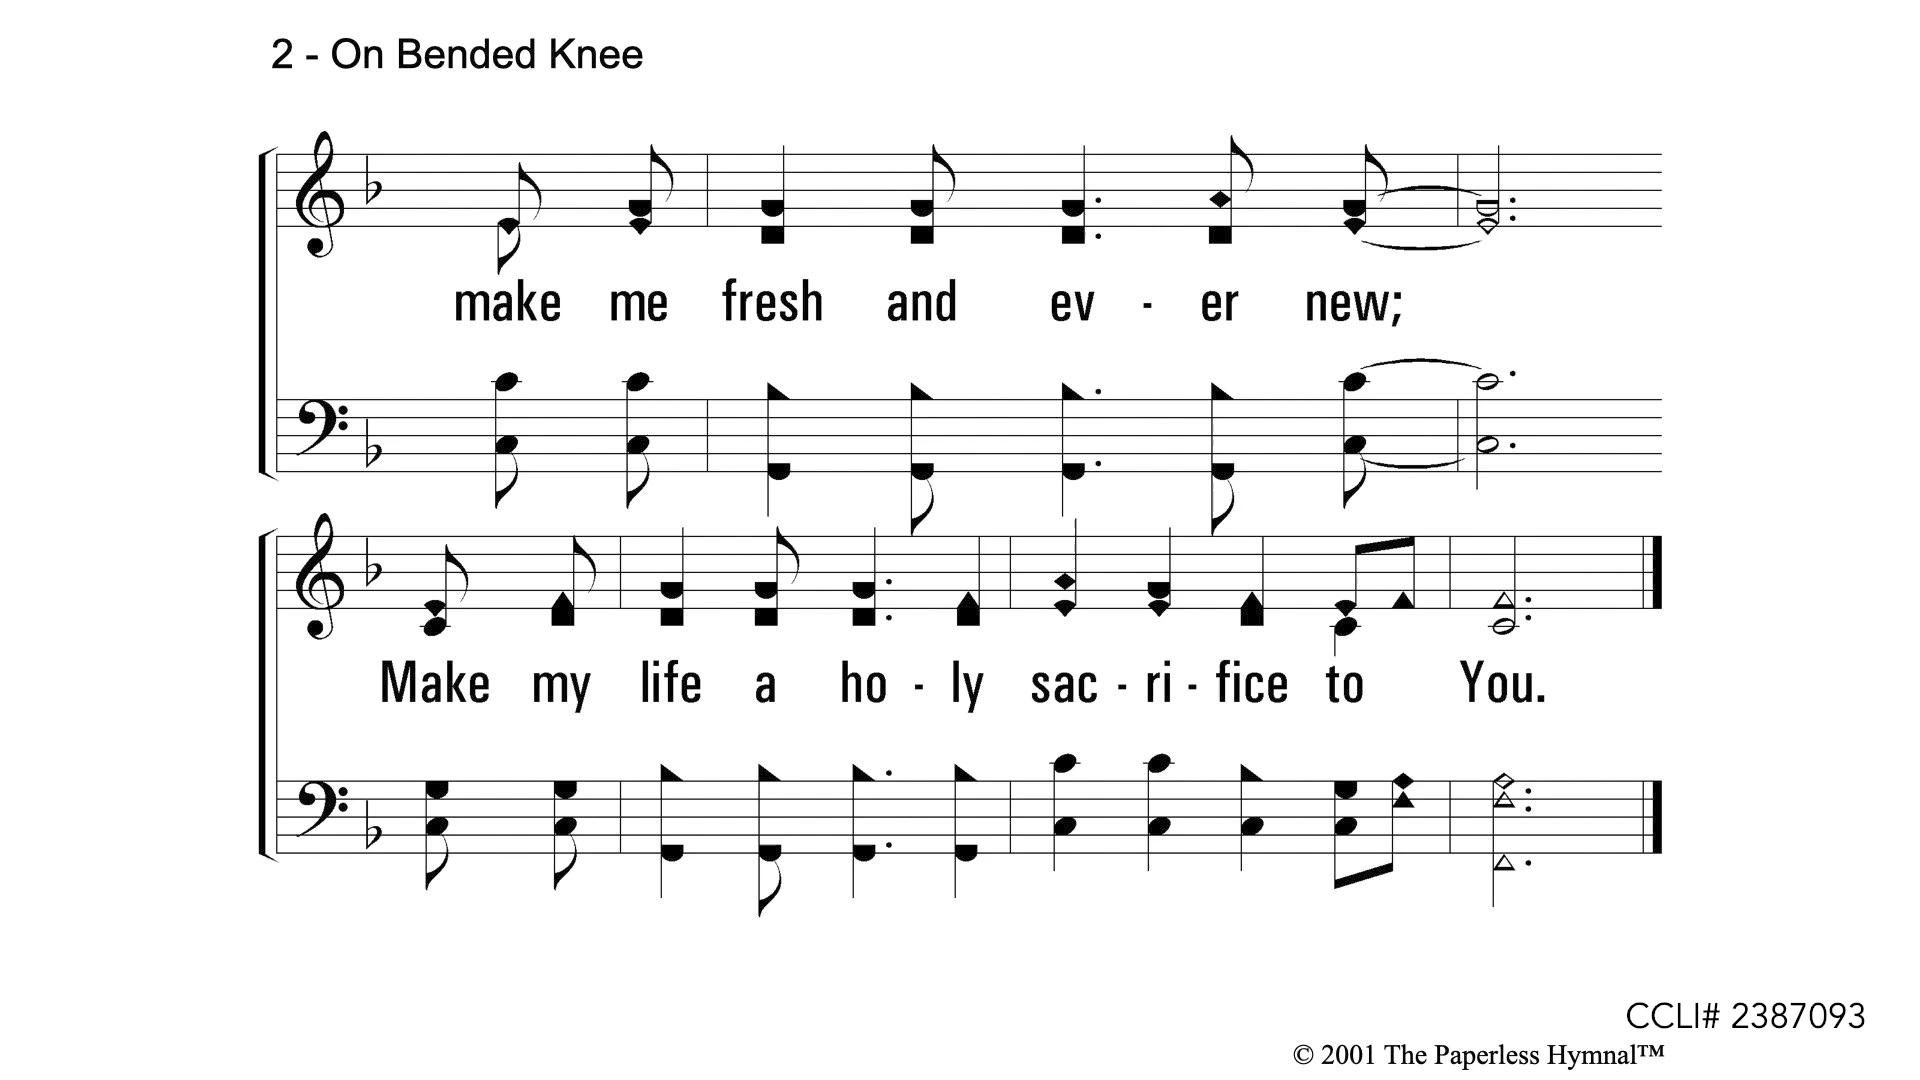 2 - On Bended Knee
make me fresh and ev - er new;
Make my life a ho - ly sac - ri - fice to You.
CCLI# 2387093
© 2001 The Paperless Hymnal™